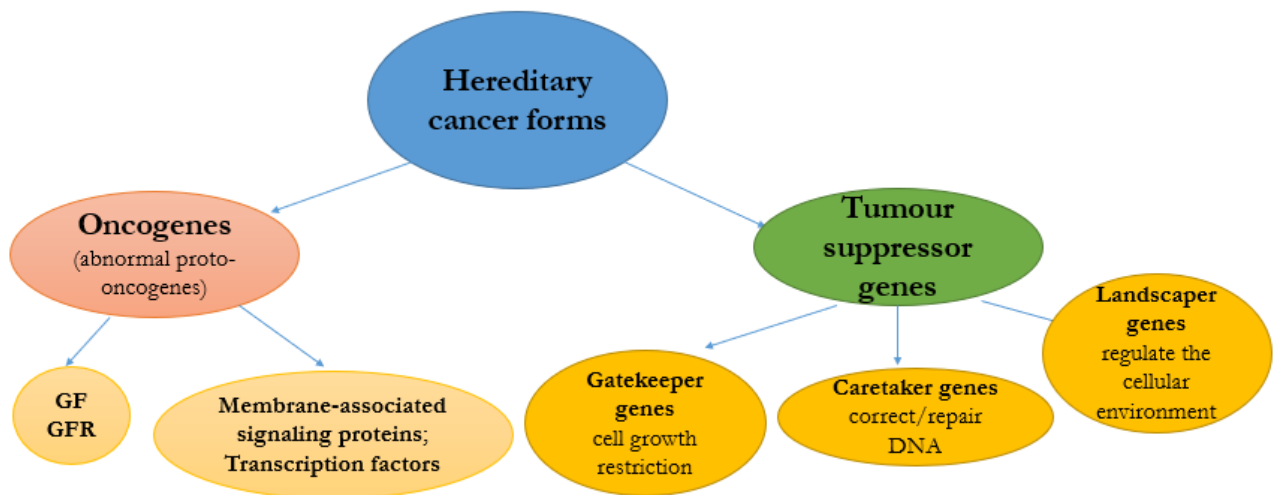 Hereditary
cancer forms
Oncogenes
(abnormal proto-
oncogenes)
Tumour
suppressor
genes
GF
GFR
Membrane-associated
signaling proteins;
Transcription factors
Gatekeeper
genes
cell growth
restriction
Caretaker genes
correct/repair
DNA
Landscaper
genes
regulate the
cellular
environment